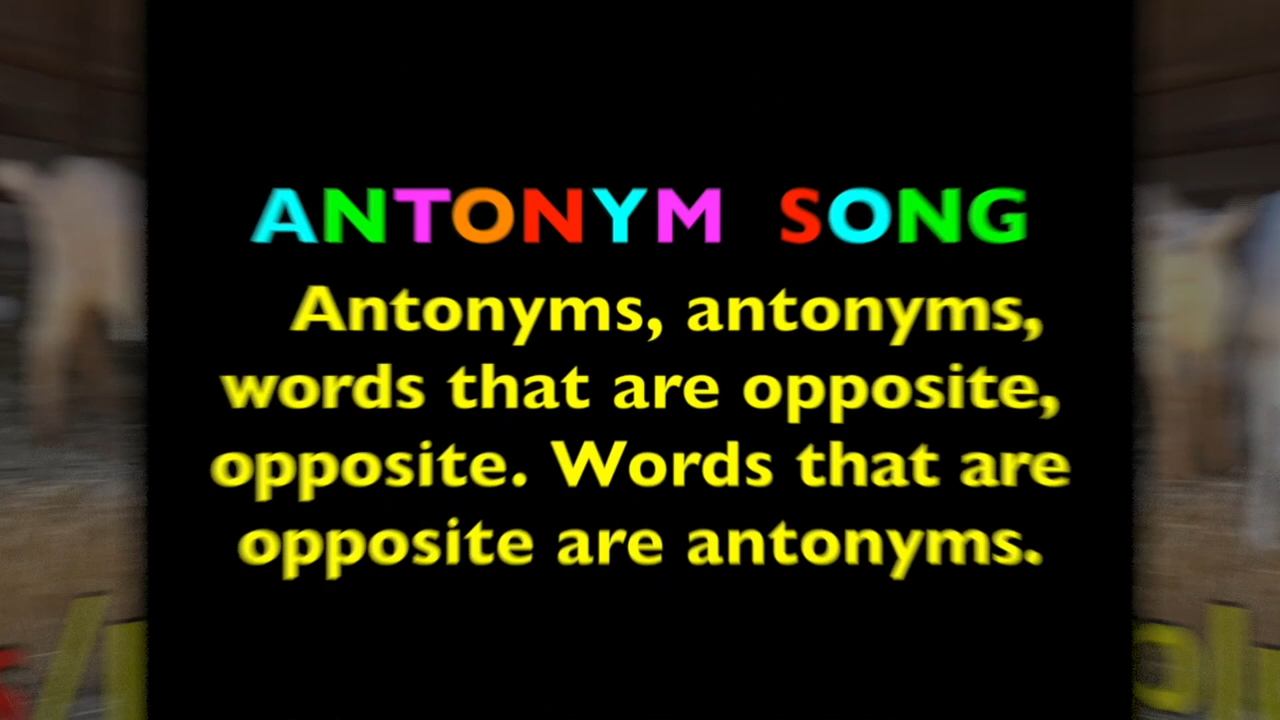 ANTONYM SONG
Antonyms, antonyms,
words that are opposite,
opposite. Words that are
opposite are antonyms.